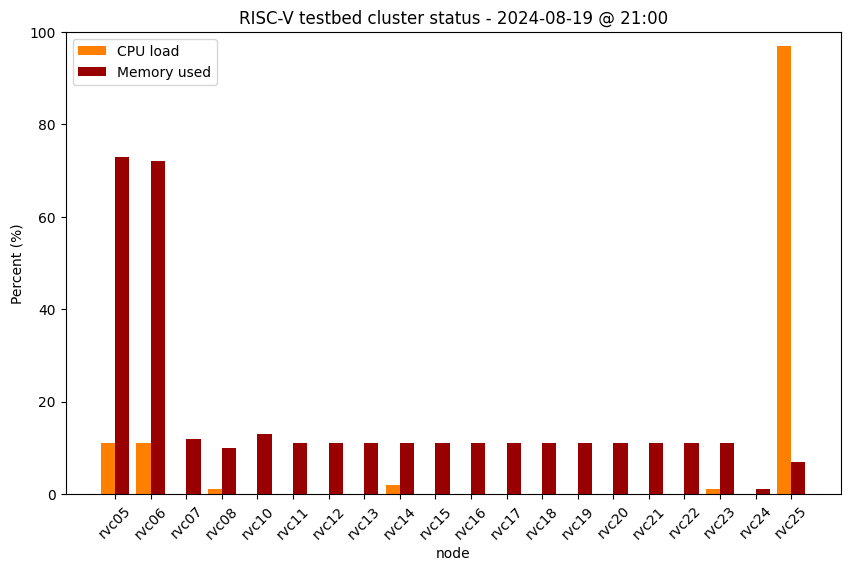 RISC-V testbed cluster status - 2024-08-19 @ 21:00
CPU load
Memory used
Percent (%)
100
80
60
40
20
0
rvc05 rvc06 rvc07 rvc08 rvc10 rvc11 rvc12 rvc13 rvc14 rvc15 rvc16 rvc17 rvc18 rvc19 rvc20 rvc21 rvc22 rvc23 rvc24 rvc25
node